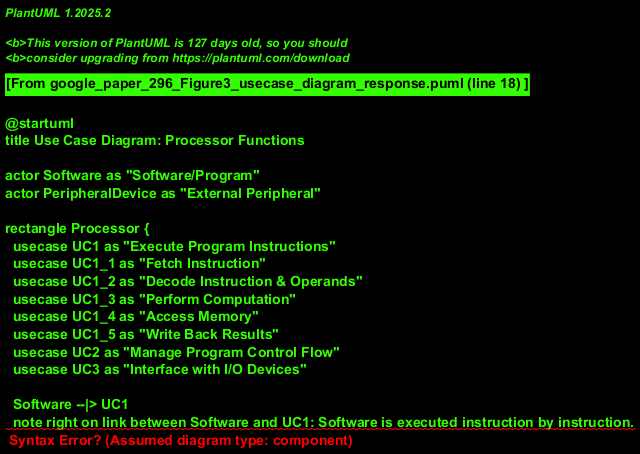 PlantUML 1.2025.2
<b>This version of PlantUML is 127 days old, so you should
<b>consider upgrading from https://plantuml.com/download
[From google_paper_296_Figure3_usecase_diagram_response.puml (line 18) ]
@startuml
title Use Case Diagram: Processor Functions
actor Software as "Software/Program"
actor PeripheralDevice as "External Peripheral"
rectangle Processor {
usecase UC1 as "Execute Program Instructions"
usecase UC1_1 as "Fetch Instruction"
usecase UC1_2 as "Decode Instruction & Operands"
usecase UC1_3 as "Perform Computation"
usecase UC1_4 as "Access Memory"
usecase UC1_5 as "Write Back Results"
usecase UC2 as "Manage Program Control Flow"
usecase UC3 as "Interface with I/O Devices"
Software --|> UC1
note right on link between Software and UC1: Software is executed instruction by instruction.
Syntax Error? (Assumed diagram type: component)